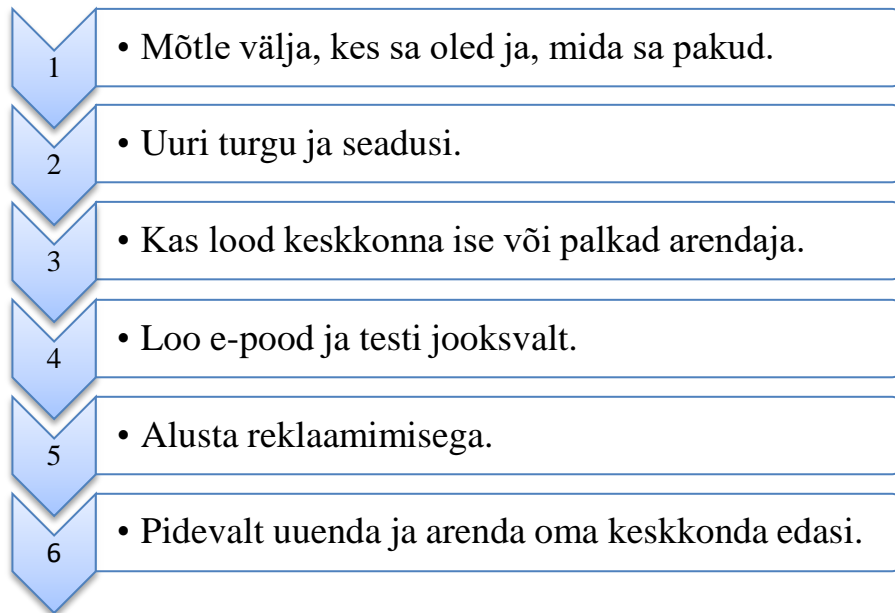 1 • Mõtle välja, kes sa oled ja, mida sa pakud.
2 • Uuri turgu ja seadusi.
3 • Kas lood keskkonna ise või palkad arendaja.
4 • Loo e-pood ja testi jooksvalt.
5 • Alusta reklaamimisega.
6 • Pidevalt uuenda ja arenda oma keskkonda edasi.